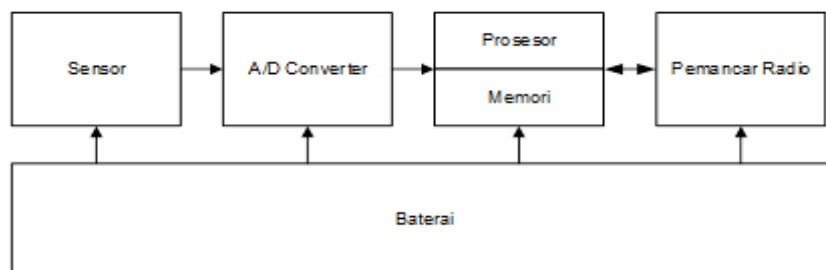 Sensor
A/D Converter
Prosesor
Memori
Pemancar Radio
Baterai